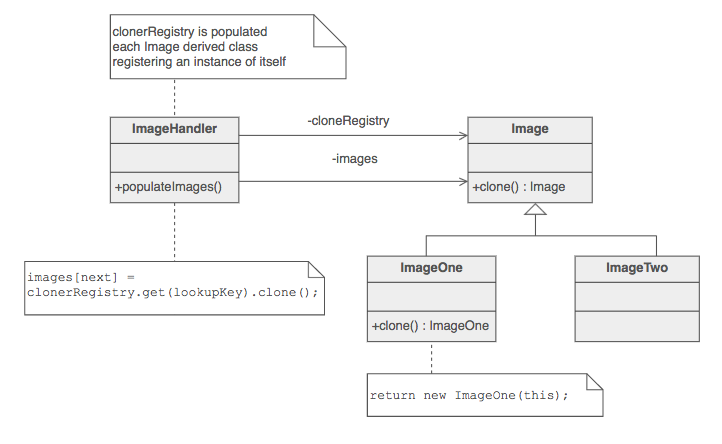 clonerRegistry is populated
each Image derived class
registering an instance of itself
ImageHandler
-cloneRegistry
Image
-images
+populateImages()
+clone() : Image
images[next] =
clonerRegistry.get(lookupKey).clone();
ImageOne
ImageTwo
+clone() : ImageOne
return new ImageOne(this);